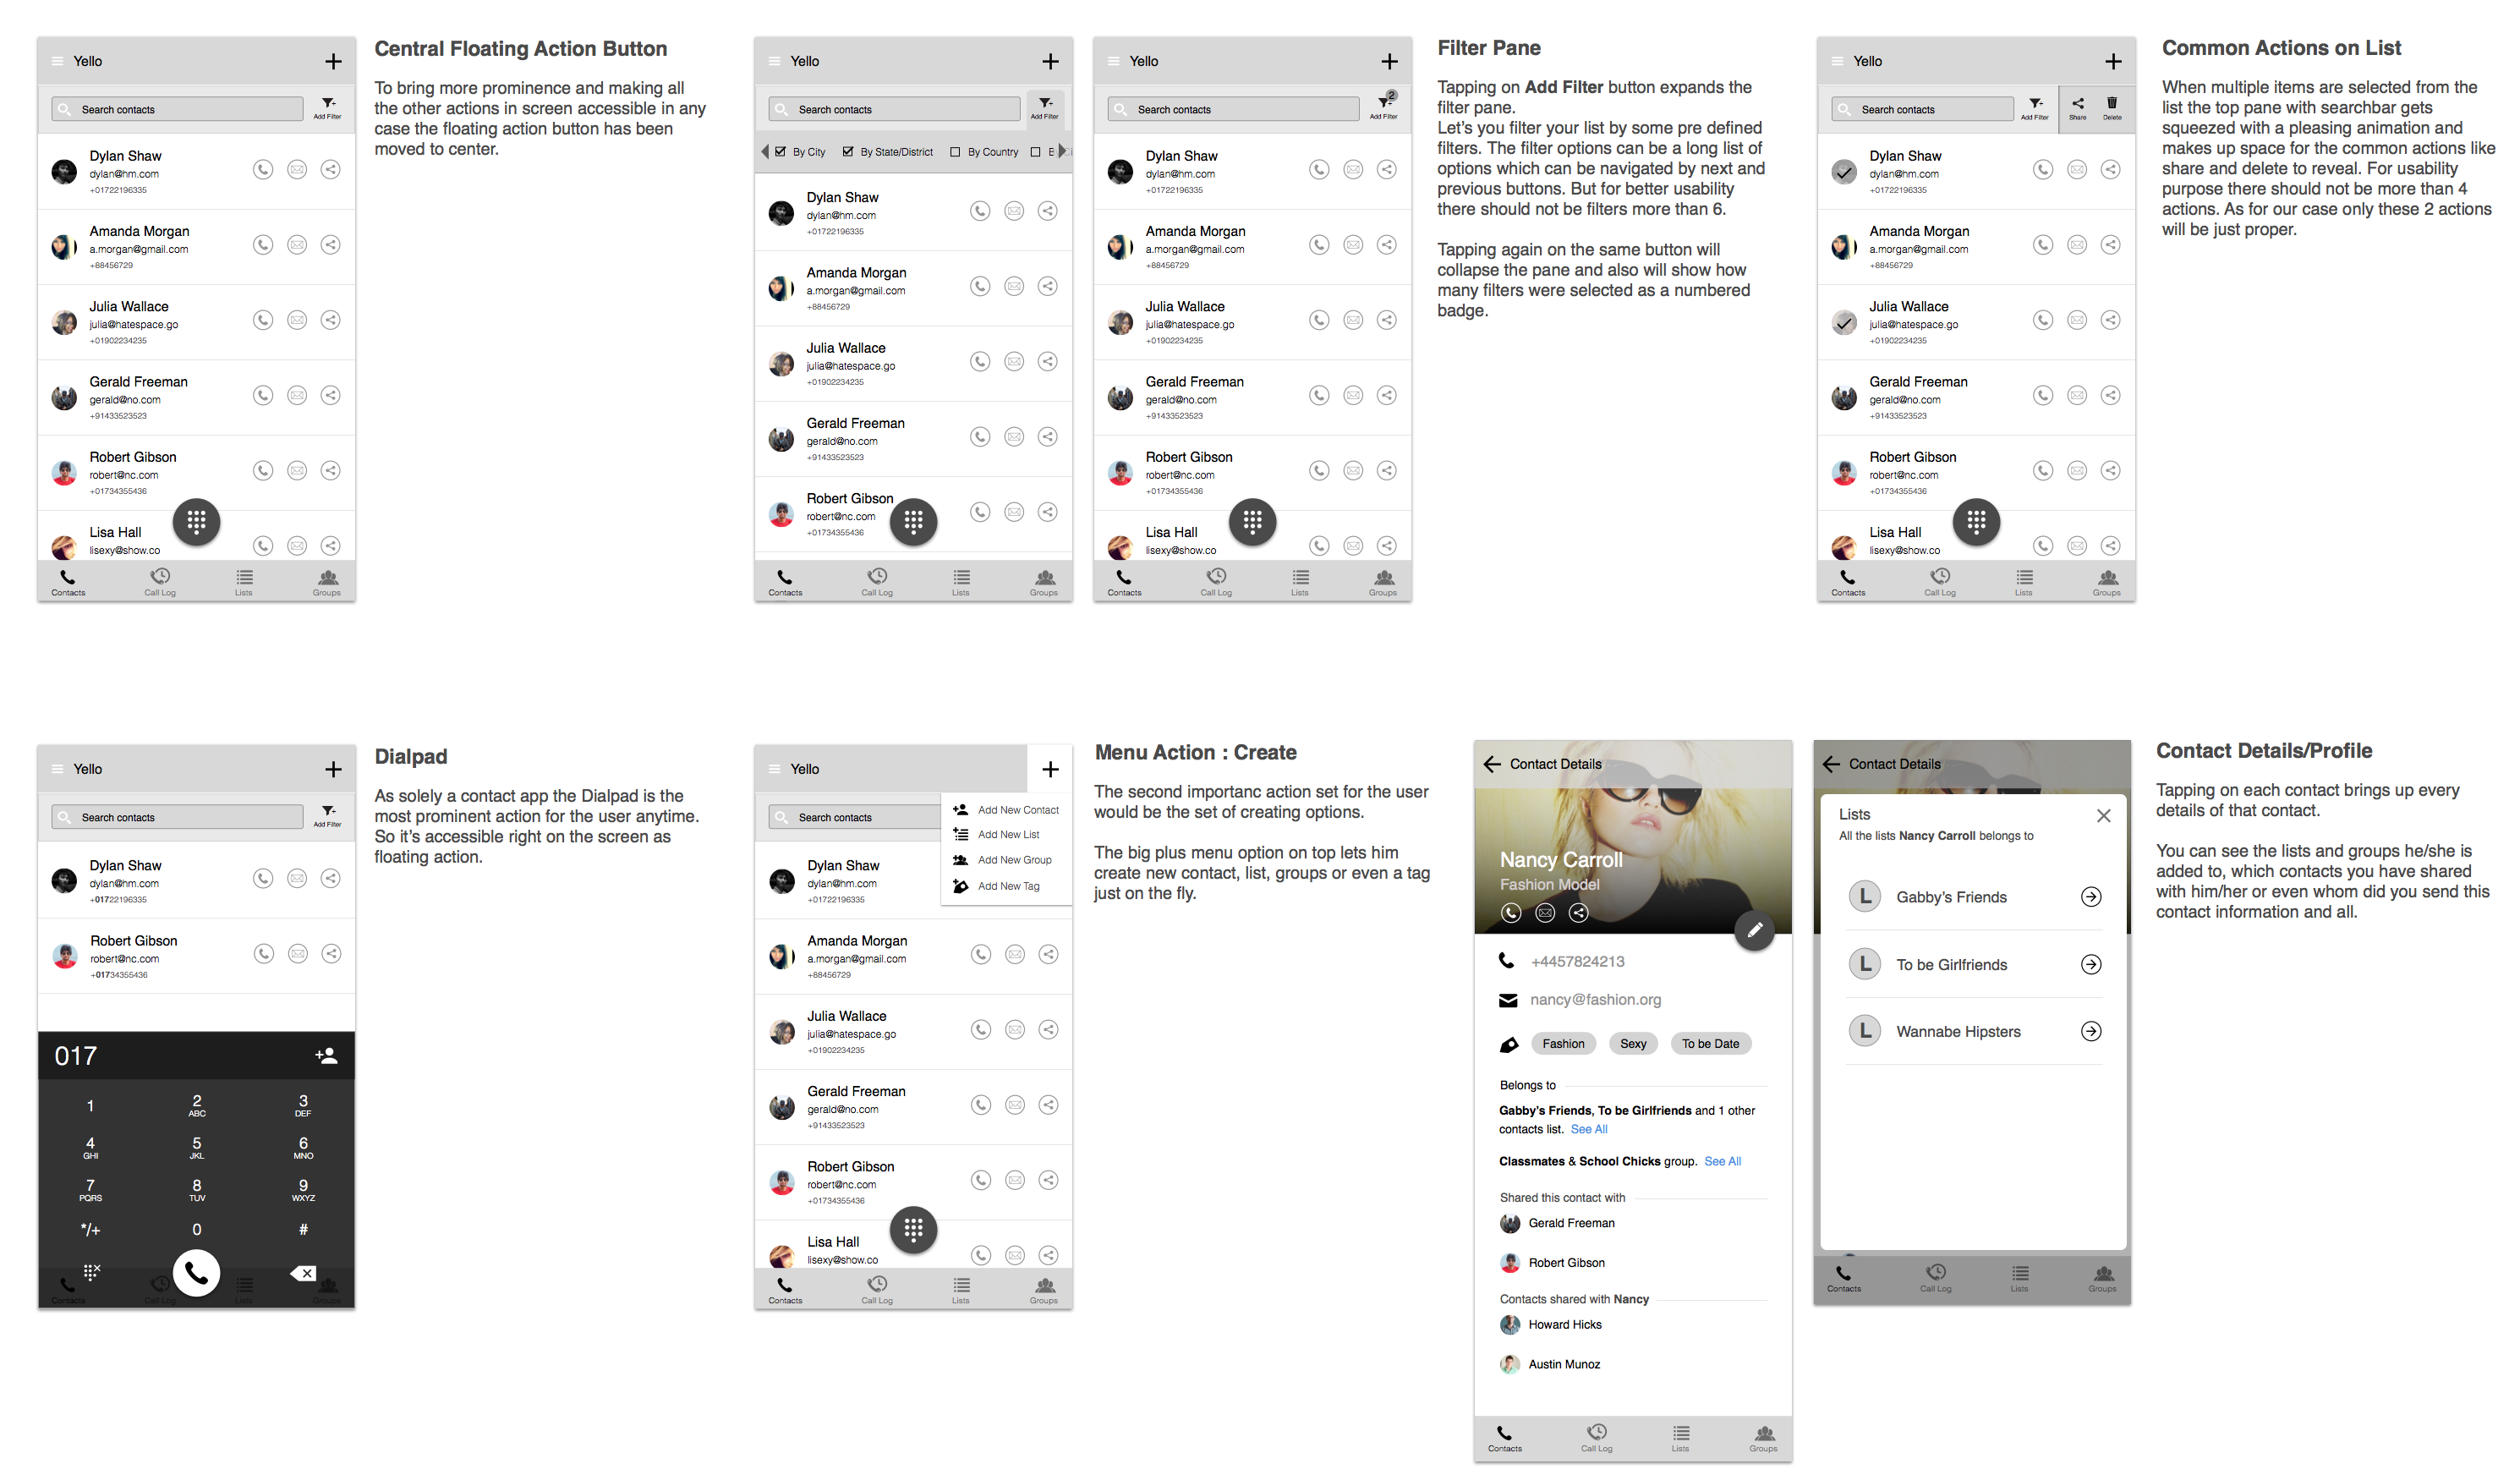 Yello
Search contacts
Add Filter
Dylan Shaw
dylan@hm.com
+01722196335
Amanda Morgan
a.morgan@gmail.com
+88456729
Julia Wallace
julia@hatespace.go
+01902234235
Gerald Freeman
gerald@no.com
+91433523523
Robert Gibson
robert@nc.com
+01734355436
Lisa Hall
lisexy@show.co
Contacts
Call Log
Lists
Groups
Central Floating Action Button
To bring more prominence and making all
the other actions in screen accessible in any
case the floating action button has been
moved to center.
Yello
Search contacts
Add Filter
By City
By State/District
By Country
Dylan Shaw
dylan@hm.com
+01722196335
Amanda Morgan
a.morgan@gmail.com
+88456729
Julia Wallace
julia@hatespace.go
+01902234235
Gerald Freeman
gerald@no.com
+91433523523
Robert Gibson
robert@nc.com
+01734355436
Contacts
Call Log
Lists
Groups
Yello
Search contacts
2
Add Filter
Dylan Shaw
dylan@hm.com
+01722196335
Amanda Morgan
a.morgan@gmail.com
+88456729
Julia Wallace
julia@hatespace.go
+01902234235
Gerald Freeman
gerald@no.com
+91433523523
Robert Gibson
robert@nc.com
+01734355436
Lisa Hall
lisexy@show.co
Contacts
Call Log
Lists
Groups
Filter Pane
Tapping on Add Filter button expands the
filter pane.
Let's you filter your list by some pre defined
filters. The filter options can be a long list of
options which can be navigated by next and
previous buttons. But for better usability
there should not be filters more than 6.
Tapping again on the same button will
collapse the pane and also will show how
many filters were selected as a numbered
badge.
Yello
Search contacts
Add Filter
Share
Delete
Dylan Shaw
dylan@hm.com
+01722196335
Amanda Morgan
a.morgan@gmail.com
+88456729
Julia Wallace
julia@hatespace.go
+01902234235
Gerald Freeman
gerald@no.com
+91433523523
Robert Gibson
robert@nc.com
+01734355436
Lisa Hall
lisexy@show.co
Contacts
Call Log
Lists
Groups
Common Actions on List
When multiple items are selected from the
list the top pane with searchbar gets
squeezed with a pleasing animation and
makes up space for the common actions like
share and delete to reveal. For usability
purpose there should not be more than 4
actions. As for our case only these 2 actions
will be just proper.
Yello
Search contacts
Add Filter
Dylan Shaw
dylan@hm.com
+01722196335
Robert Gibson
robert@nc.com
+01734355436
017
1
2
ABC
3
DEF
4
GHI
5
JKL
6
MNO
7
PQRS
8
TUV
9
WXYZ
*/+
0
#
Contacts
Call Log
Lists
Groups
Dialpad
As solely a contact app the Dialpad is the
most prominent action for the user anytime.
So it's accessible right on the screen as
floating action.
Yello
Search contacts
Add New Contact
Add New List
Add New Group
Add New Tag
Dylan Shaw
dylan@hm.com
+01722196335
Amanda Morgan
a.morgan@gmail.com
+88456729
Julia Wallace
julia@hatespace.go
+01902234235
Gerald Freeman
gerald@no.com
+91433523523
Robert Gibson
robert@nc.com
+01734355436
Lisa Hall
lisexy@show.co
Contacts
Call Log
Lists
Groups
Menu Action : Create
The second importanc action set for the user
would be the set of creating options.
The big plus menu option on top lets him
create new contact, list, groups or even a tag
just on the fly.
Contact Details
Nancy Carroll
Fashion Model
+4457824213
nancy@fashion.org
Fashion
Sexy
To be Date
Belongs to
Gabby's Friends, To be Girlfriends and 1 other
contacts list. See All
Classmates & School Chicks group. See All
Shared this contact with
Gerald Freeman
Robert Gibson
Contacts shared with Nancy
Howard Hicks
Austin Munoz
Contacts
Call Log
Lists
Groups
Contact Details
Lists
All the lists Nancy Carroll belongs to
L
Gabby's Friends
L
To be Girlfriends
L
Wannabe Hipsters
Contacts
Call Log
Lists
Groups
Contact Details/Profile
Tapping on each contact brings up every
details of that contact.
You can see the lists and groups he/she is
added to, which contacts you have shared
with him/her or even whom did you send this
contact information and all.